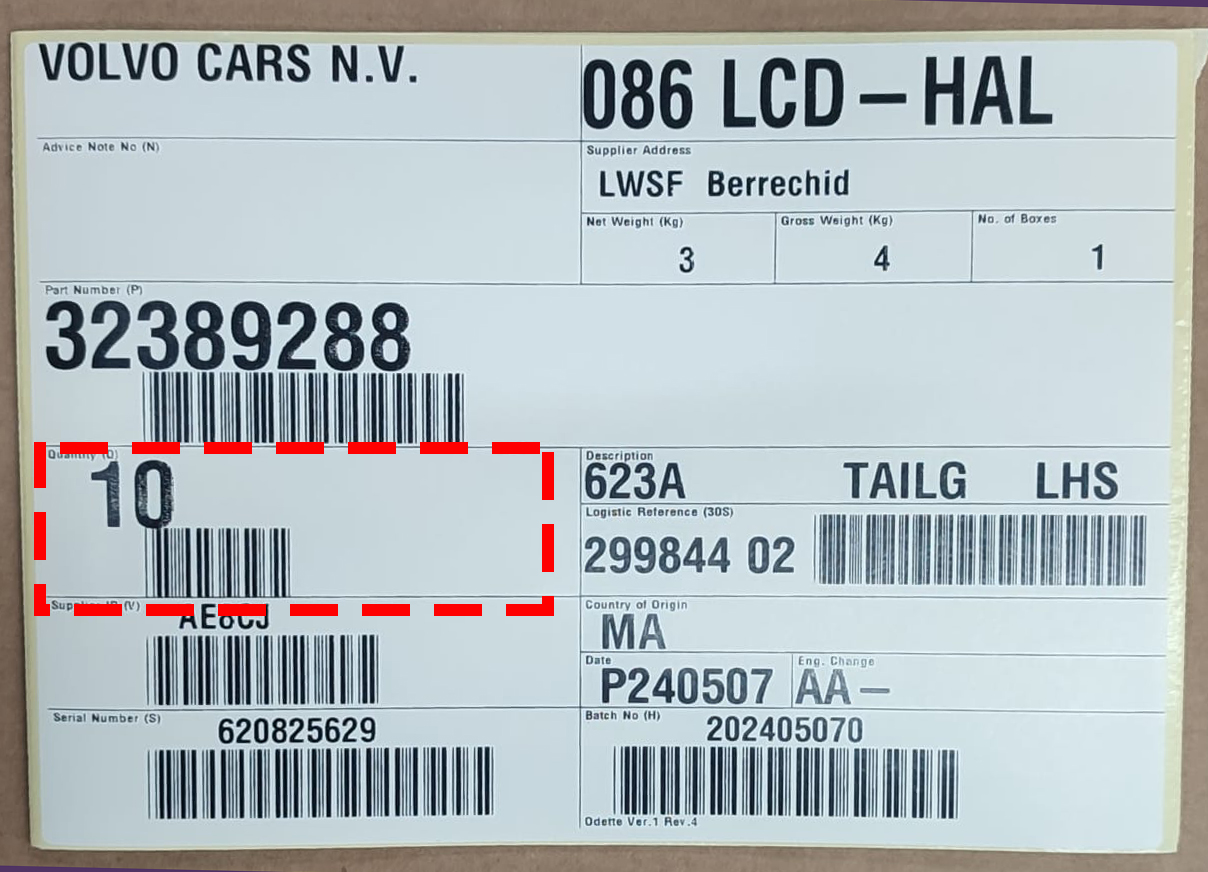 VOLVO CARS N.V.
086 LCD – HAL
Advice Note No (N)
Supplier Address
LWSF Berrechid
Net Weight (Kg)
3
Gross Weight (Kg)
4
No. of Boxes
1
Part Number (P)
32389288
Quantity (Q)
10
Description
623A TAILG LHS
Logistic Reference (30S)
299844 02
Supplier ID (V)
AE8CJ
Country of Origin
MA
Date
P240507
Eng. Change
AA –
Serial Number (S)
620825629
Batch No (H)
202405070
Odette Ver.1 Rev.4